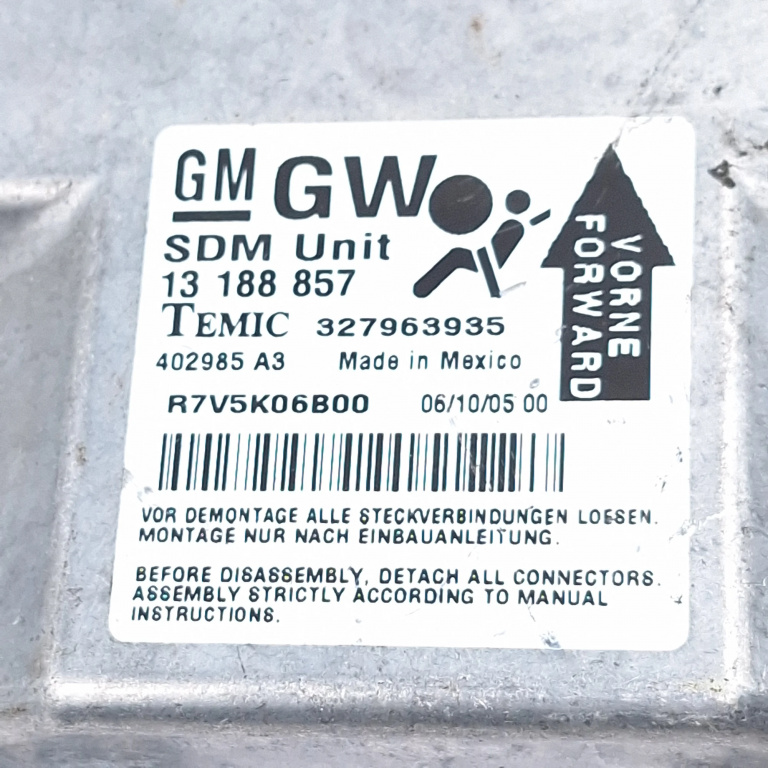 GM GW
SDM Unit
13 188 857
TEMIC 327963935
402985 A3 Made in Mexico
R7V5K06B00 06/10/05 00
VORNE
FORWARD
VOR DEMONTAGE ALLE STECKVERBINDUNGEN LOESEN.
MONTAGE NUR NACH EINBAUANLEITUNG.
BEFORE DISASSEMBLY, DETACH ALL CONNECTORS.
ASSEMBLY STRICTLY ACCORDING TO MANUAL
INSTRUCTIONS.